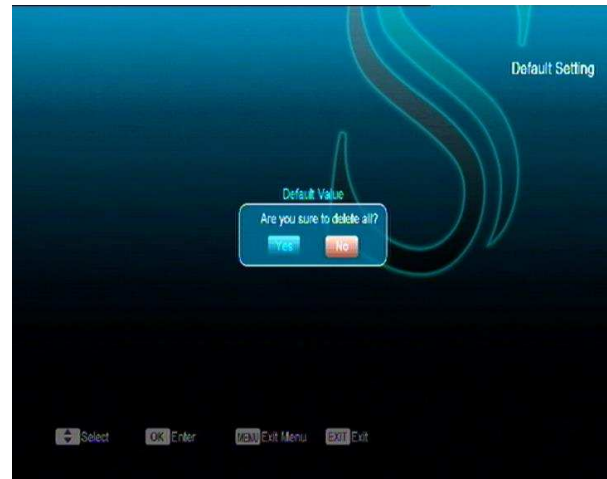 Default Setting
Default Value
Are you sure to delete all?
Yes No
Select OK Enter MENU Exit Menu EXIT Exit